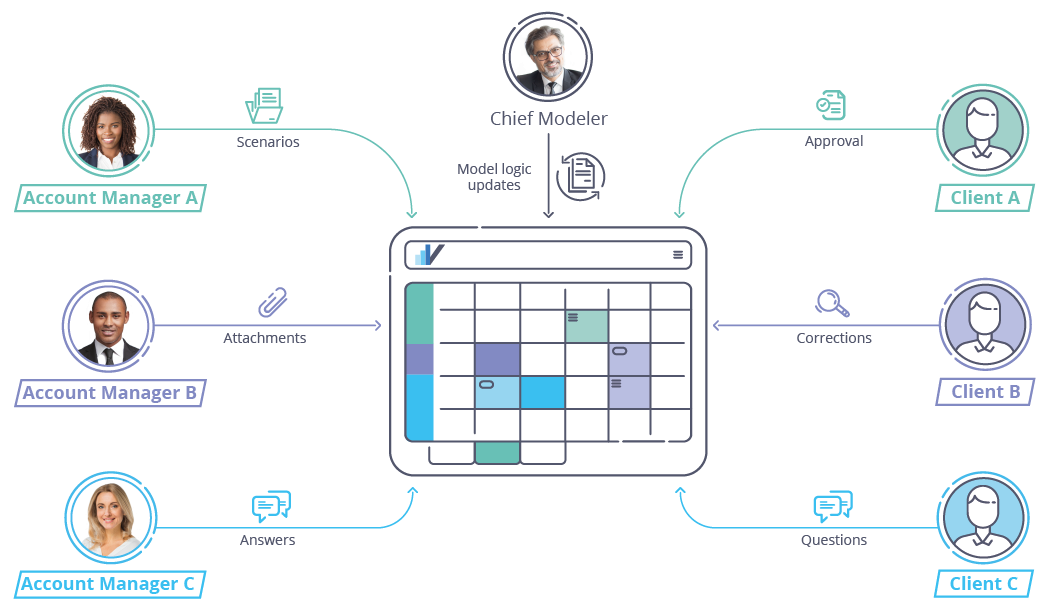 Chief Modeler
Scenarios
Model logic
updates
Approval
Account Manager A
Client A
Attachments
Corrections
Account Manager B
Client B
Answers
Questions
Account Manager C
Client C